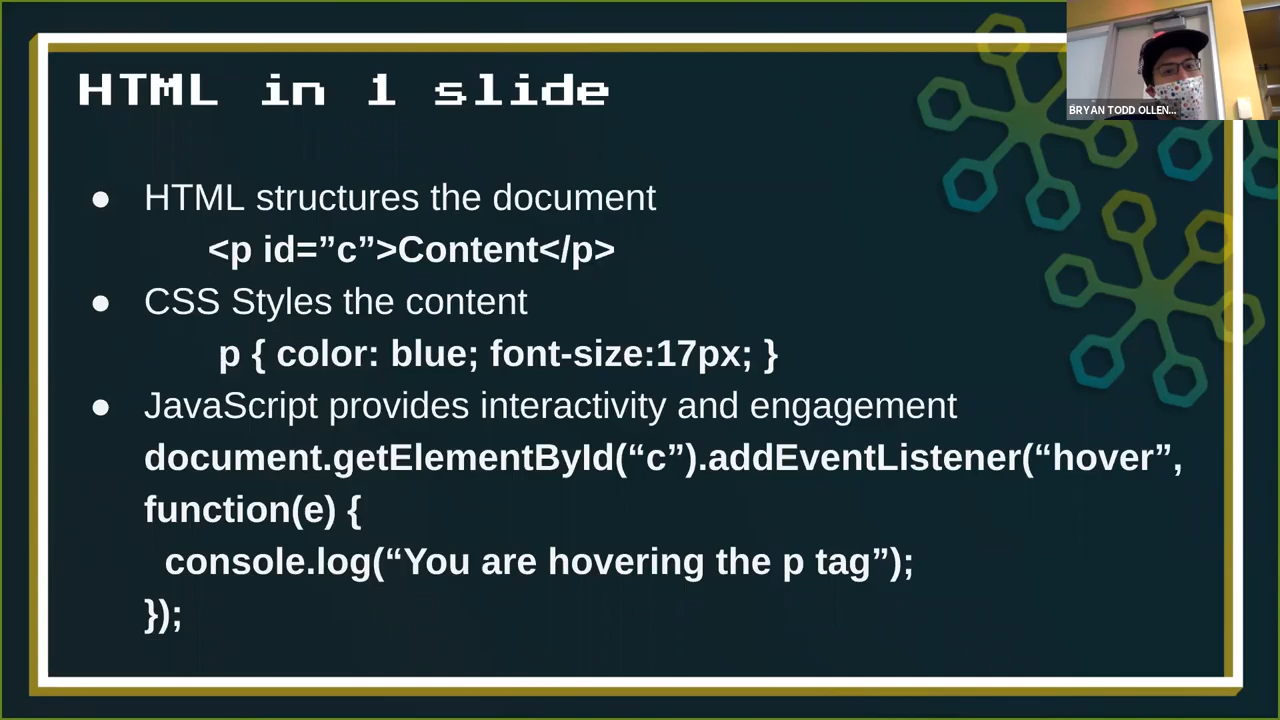 HTML in 1 slide
BRYAN TODD OLLEN...
● HTML structures the document
<p id=”c”>Content</p>
● CSS Styles the content
p { color: blue; font-size:17px; }
● JavaScript provides interactivity and engagement
document.getElementById(“c”).addEventListener(“hover”,
function(e) {
console.log(“You are hovering the p tag”);
});